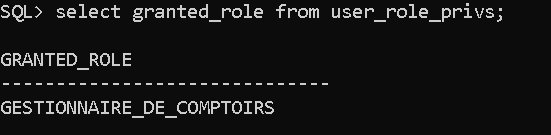 SQL> select granted_role from user_role_privs;
GRANTED_ROLE
------------------------------
GESTIONNAIRE_DE_COMPTOIRS